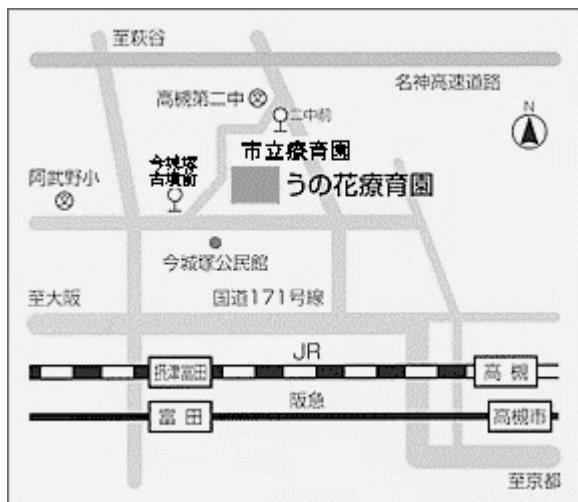 至萩谷
名神高速道路
高槻第二中
二中前
N
市立療育園
うの花療育園
今城塚
古墳前
阿武野小
今城塚公民館
至大阪
国道171号線
JR
摂津富田
高槻
阪急
富田
高槻市
至京都